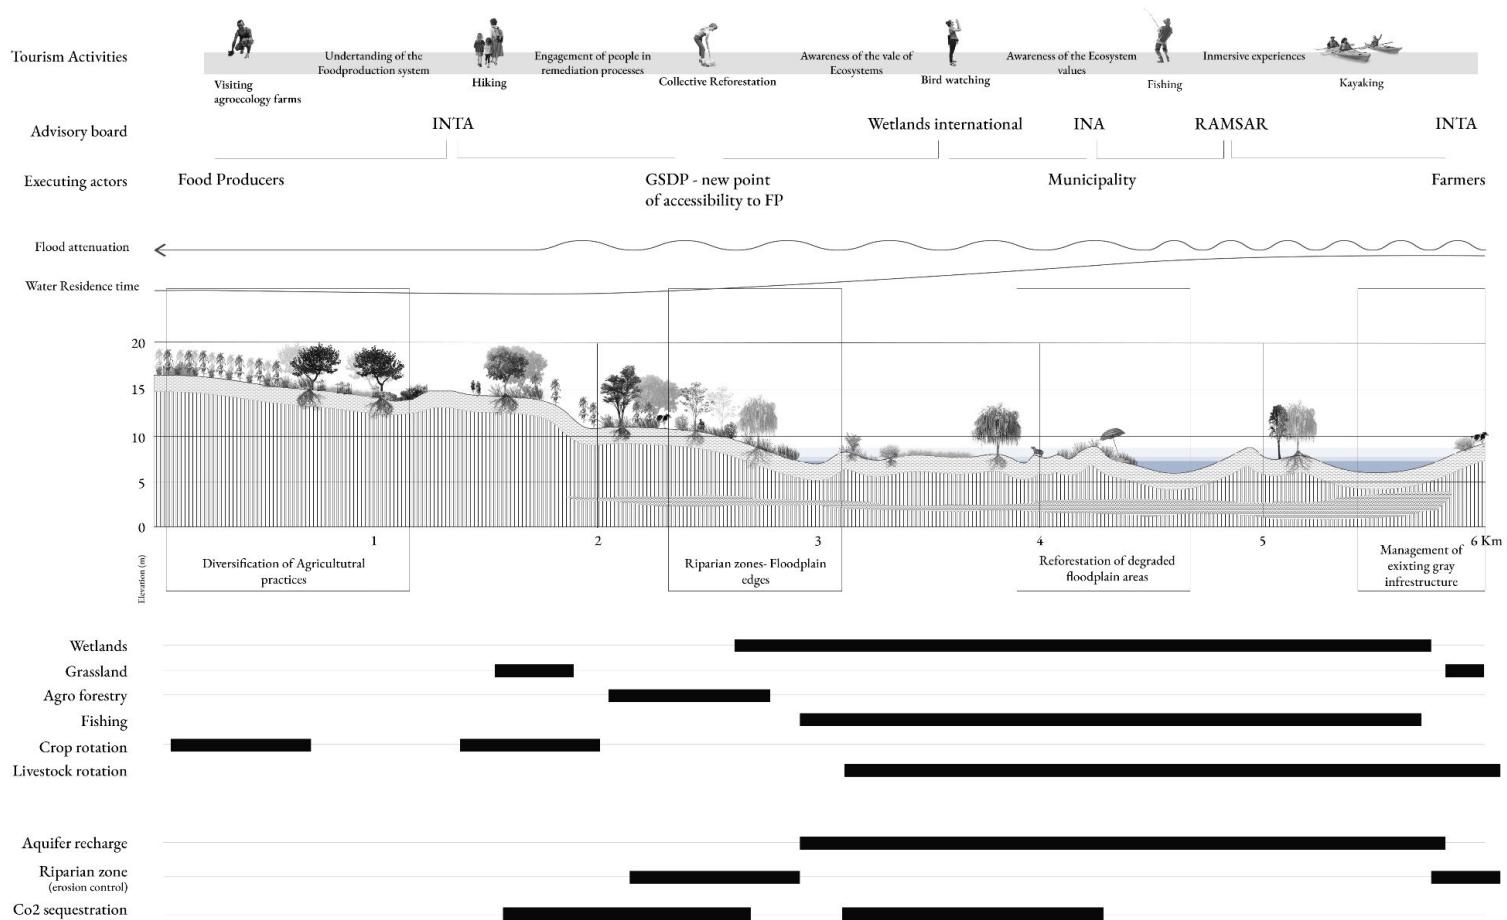 Tourism Activities
Undertanding of the
Foodproduction system
Engagement of people in
remediation processes
Awareness of the vale of
Ecosystems
Awareness of the Ecosystem
values
Inmersive experiences
Visiting
agroecology farms
Hiking
Collective Reforestation
Bird watching
Fishing
Kayaking
Advisory board
INTA
Wetlands international
INA
RAMSAR
INTA
Executing actors
Food Producers
GSDP - new point
of accessibility to FP
Municipality
Farmers
Flood attenuation
Water Residence time
20
15
10
5
0
1
2
3
4
5
6 Km
Elevation (m)
Diversification of Agricultutral
practices
Riparian zones- Floodplain
edges
Reforestation of degraded
floodplain areas
Management of
exixting gray
infrestructure
Wetlands
Grassland
Agro forestry
Fishing
Crop rotation
Livestock rotation
Aquifer recharge
Riparian zone
(erosion control)
Co2 sequestration